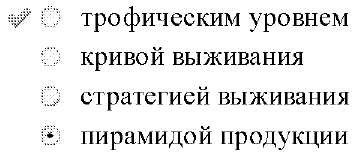 трофическим уровнем
кривой выживания
стратегией выживания
пирамидой продукции